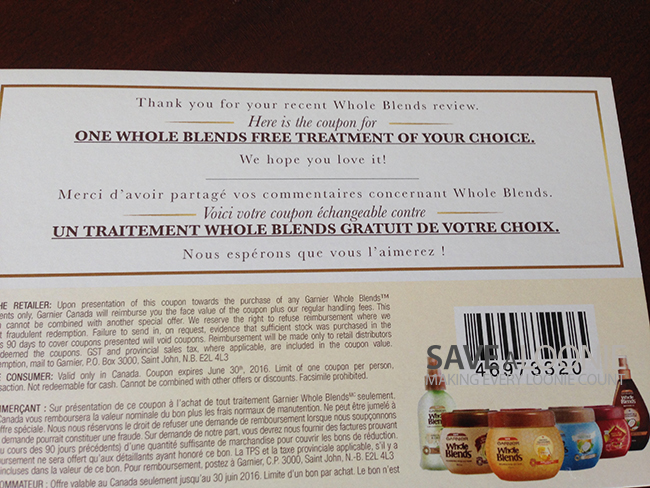 Thank you for your recent Whole Blends review.
Here is the coupon for
ONE WHOLE BLENDS FREE TREATMENT OF YOUR CHOICE.
We hope you love it!
Merci d'avoir partagé vos commentaires concernant Whole Blends.
Voici votre coupon échangeable contre
UN TRAITEMENT WHOLE BLENDS GRATUIT DE VOTRE CHOIX.
Nous espérons que vous l'aimerez !
HE RETAILER: Upon presentation of this coupon towards the purchase of any Garnier Whole Blends™
ents only, Garnier Canada will reimburse you the face value of the coupon plus our regular handling fees. This
cannot be combined with another special offer. We reserve the right to refuse reimbursement where we
t fraudulent redemption. Failure to send in, on request, evidence that sufficient stock was purchased in the
s 90 days to cover coupons presented will void coupons. Reimbursement will be made only to retail distributors
edeemed the coupons. GST and provincial sales tax, where applicable, are included in the coupon value.
emption, mail to Garnier, P.O. Box 3000, Saint John, N.B. E2L 4L3
E CONSUMER: Valid only in Canada. Coupon expires June 30th, 2016. Limit of one coupon per person,
saction. Not redeemable for cash. Cannot be combined with other offers or discounts. Facsimile prohibited.
MERÇANT : Sur présentation de ce coupon à l'achat de tout traitement Garnier Whole BlendsMC seulement,
Canada vous remboursera la valeur nominale du bon plus les frais normaux de manutention. Ne peut être jumelé à
offre spéciale. Nous nous réservons le droit de refuser une demande de remboursement lorsque nous soupçonnons
demande pourrait constituer une fraude. Sur demande de notre part, vous devrez nous fournir des factures prouvant
u cours des 90 jours précédents) d'une quantité suffisante de marchandise pour couvrir les bons de réduction.
ursement ne sera offert qu'aux détaillants ayant honoré ce bon. La TPS et la taxe provinciale applicable, s'il y a
incluses dans la valeur de ce bon. Pour remboursement, postez à Garnier, C.P. 3000, Saint John, N.-B. E2L 4L3
OMMATEUR : Offre valable au Canada seulement jusqu'au 30 juin 2016. Limite d'un bon par achat. Le bon n'est
46973320
SAVE A LOON
MAKING EVERY LOONIE COUNT
Whole Blends
Whole Blends